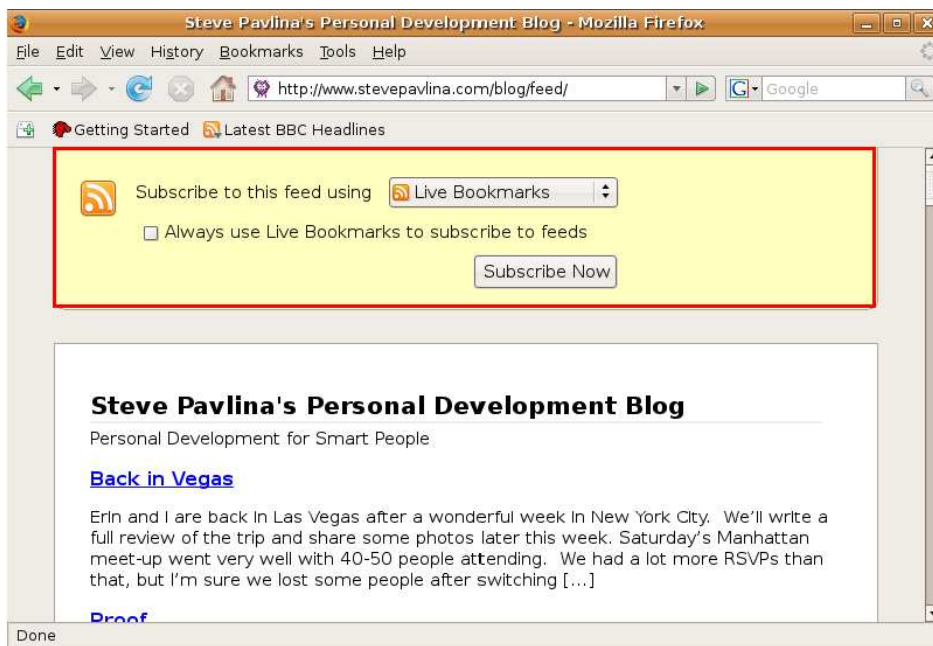 Steve Pavlina's Personal Development Blog - Mozilla Firefox
File Edit View History Bookmarks Tools Help
http://www.stevepavlina.com/blog/feed/ G Google
Getting Started Latest BBC Headlines
Subscribe to this feed using Live Bookmarks
Always use Live Bookmarks to subscribe to feeds
Subscribe Now
Steve Pavlina's Personal Development Blog
Personal Development for Smart People
Back in Vegas
Erin and I are back in Las Vegas after a wonderful week in New York City. We'll write a
full review of the trip and share some photos later this week. Saturday's Manhattan
meet-up went very well with 40-50 people attending. We had a lot more RSVPs than
that, but I'm sure we lost some people after switching [...]
Proof
Done